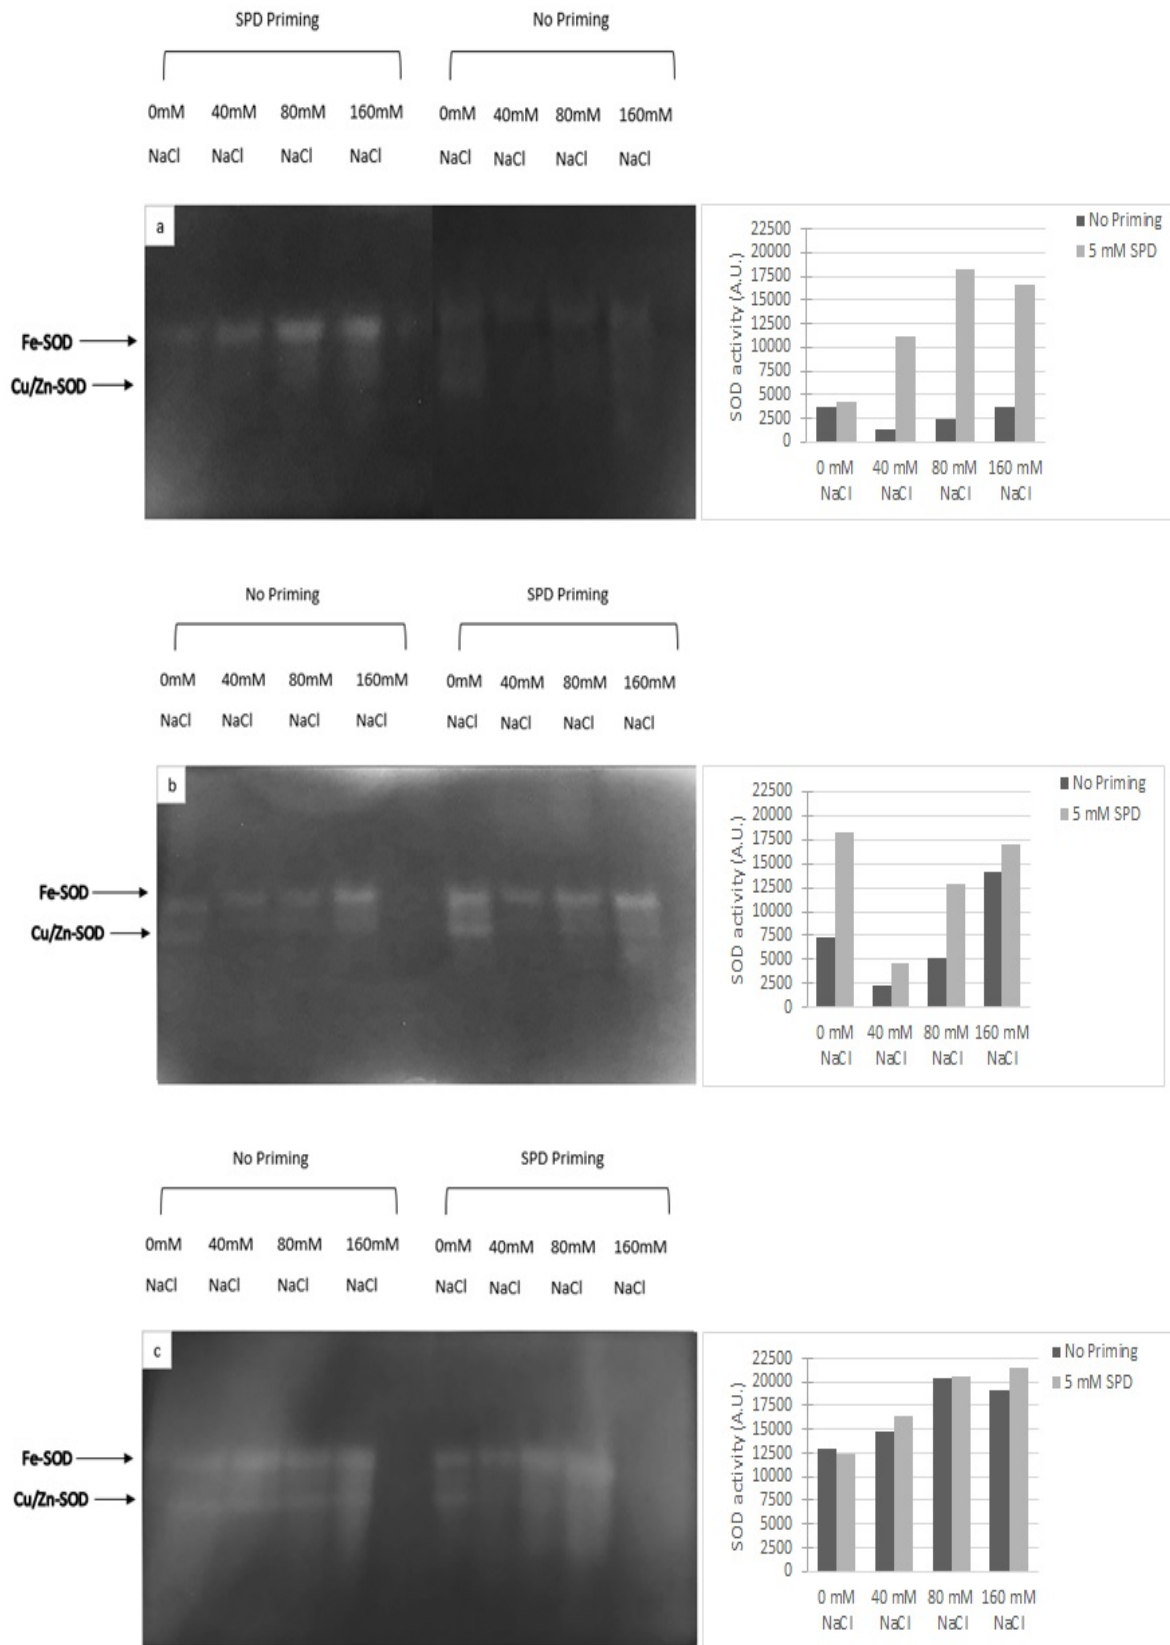 SPD Priming No Priming
0mM 40mM 80mM 160mM 0mM 40mM 80mM 160mM
NaCl NaCl NaCl NaCl NaCl NaCl NaCl NaCl
a
Fe-SOD
Cu/Zn-SOD
No Priming
5 mM SPD
SOD activity (A.U.)
22500
20000
17500
15000
12500
10000
7500
5000
2500
0
0 mM 40 mM 80 mM 160 mM
NaCl NaCl NaCl NaCl
No Priming SPD Priming
0mM 40mM 80mM 160mM 0mM 40mM 80mM 160mM
NaCl NaCl NaCl NaCl NaCl NaCl NaCl NaCl
b
Fe-SOD
Cu/Zn-SOD
No Priming
5 mM SPD
SOD activity (A.U.)
22500
20000
17500
15000
12500
10000
7500
5000
2500
0
0 mM 40 mM 80 mM 160 mM
NaCl NaCl NaCl NaCl
No Priming SPD Priming
0mM 40mM 80mM 160mM 0mM 40mM 80mM 160mM
NaCl NaCl NaCl NaCl NaCl NaCl NaCl NaCl
c
Fe-SOD
Cu/Zn-SOD
No Priming
5 mM SPD
SOD activity (A.U.)
22500
20000
17500
15000
12500
10000
7500
5000
2500
0
0 mM 40 mM 80 mM 160 mM
NaCl NaCl NaCl NaCl